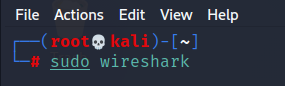 File Actions Edit View Help
┌──(root💀kali)-[~]
└─# sudo wireshark